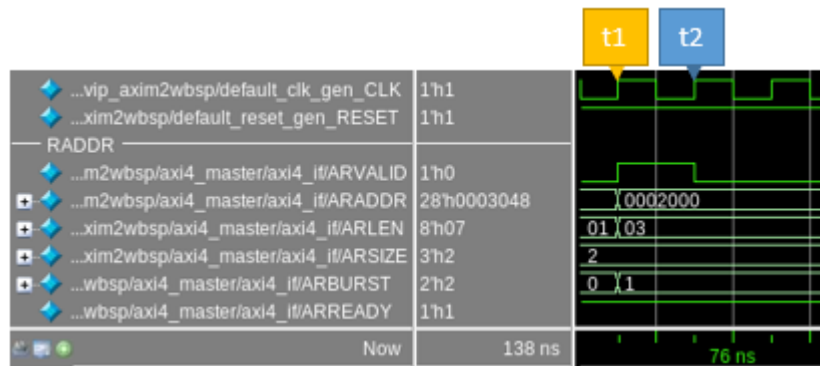 t1 t2
...vip_axim2wbsp/default_clk_gen_CLK 1'h1
...xim2wbsp/default_reset_gen_RESET 1'h1
RADDR
...m2wbsp/axi4_master/axi4_if/ARVALID 1'h0
...m2wbsp/axi4_master/axi4_if/ARADDR 28'h0003048 0002000
...xim2wbsp/axi4_master/axi4_if/ARLEN 8'h07 01 03
...xim2wbsp/axi4_master/axi4_if/ARSIZE 3'h2 2
...wbsp/axi4_master/axi4_if/ARBURST 2'h2 0 1
...wbsp/axi4_master/axi4_if/ARREADY 1'h1
Now 138 ns 76 ns